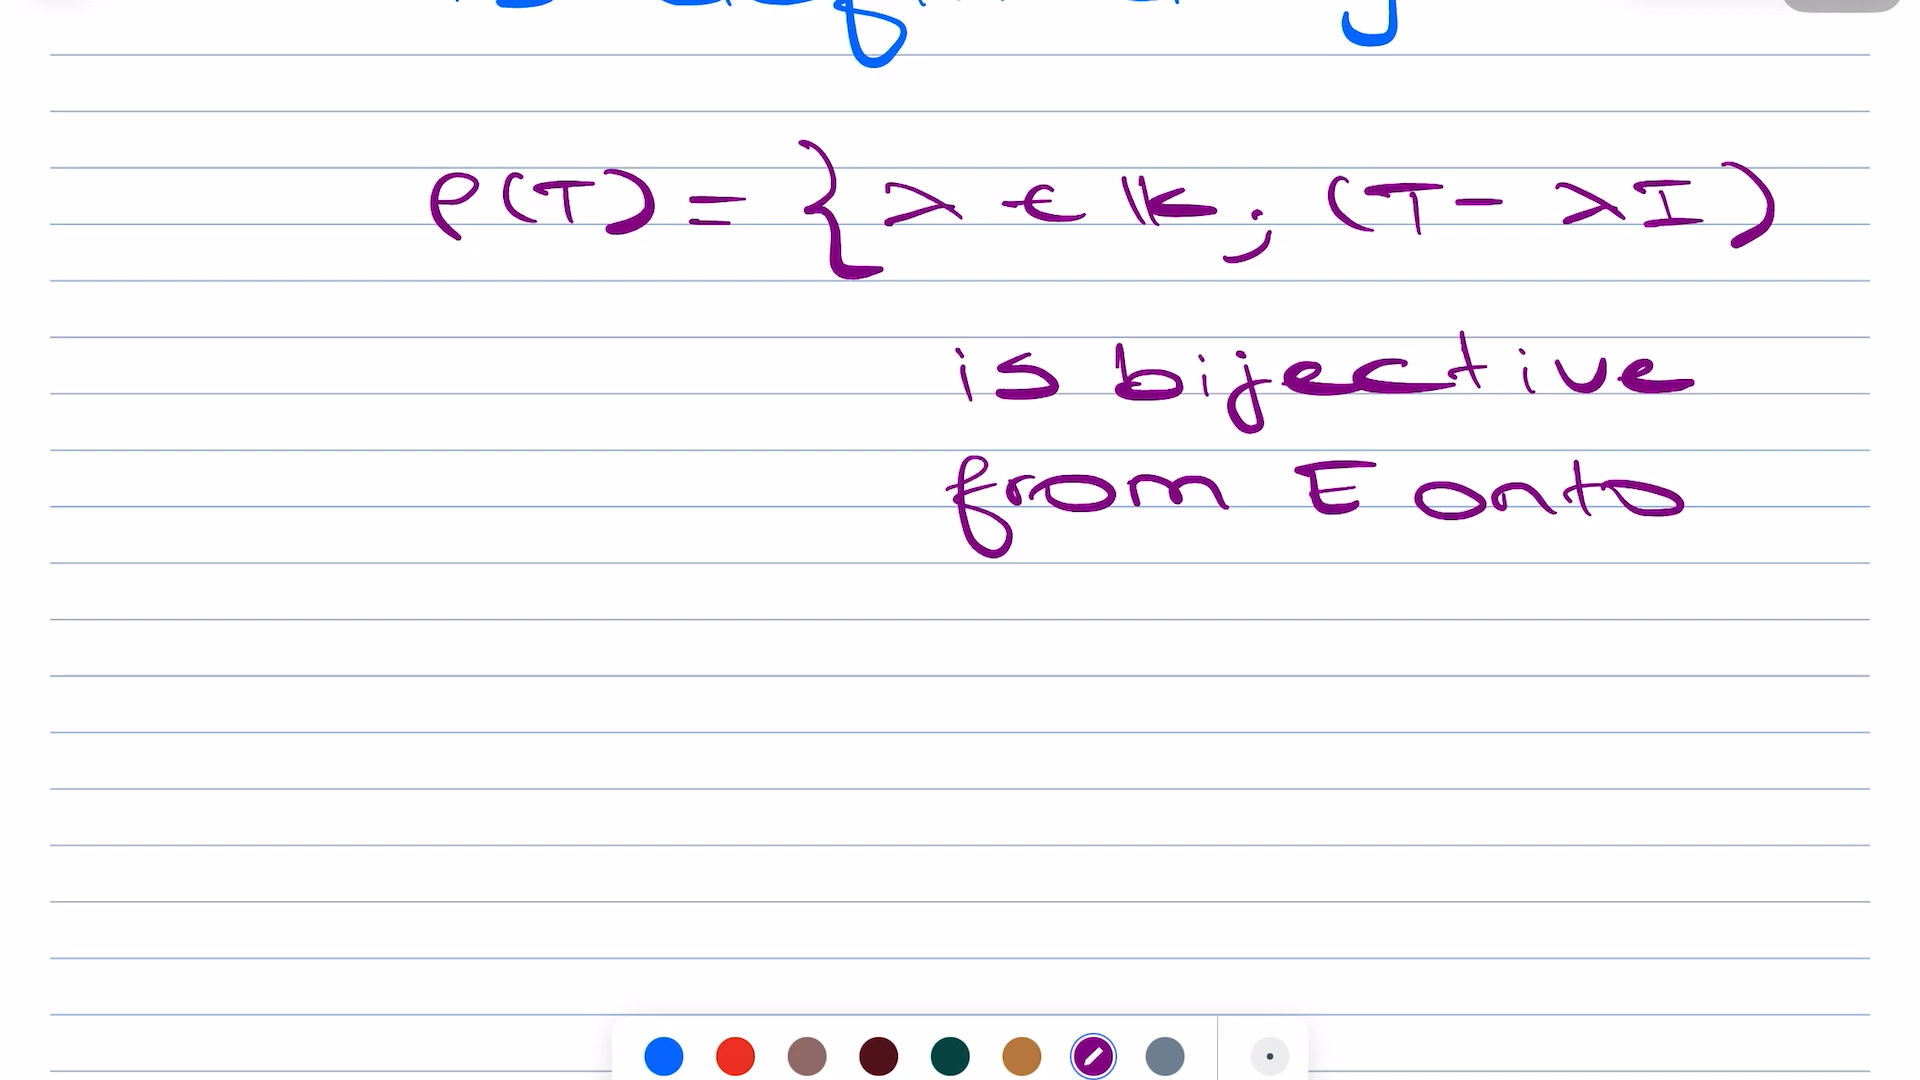 ρ(T) = { λ ∈ 𝕂 ; (T - λI)
is bijective
from E onto